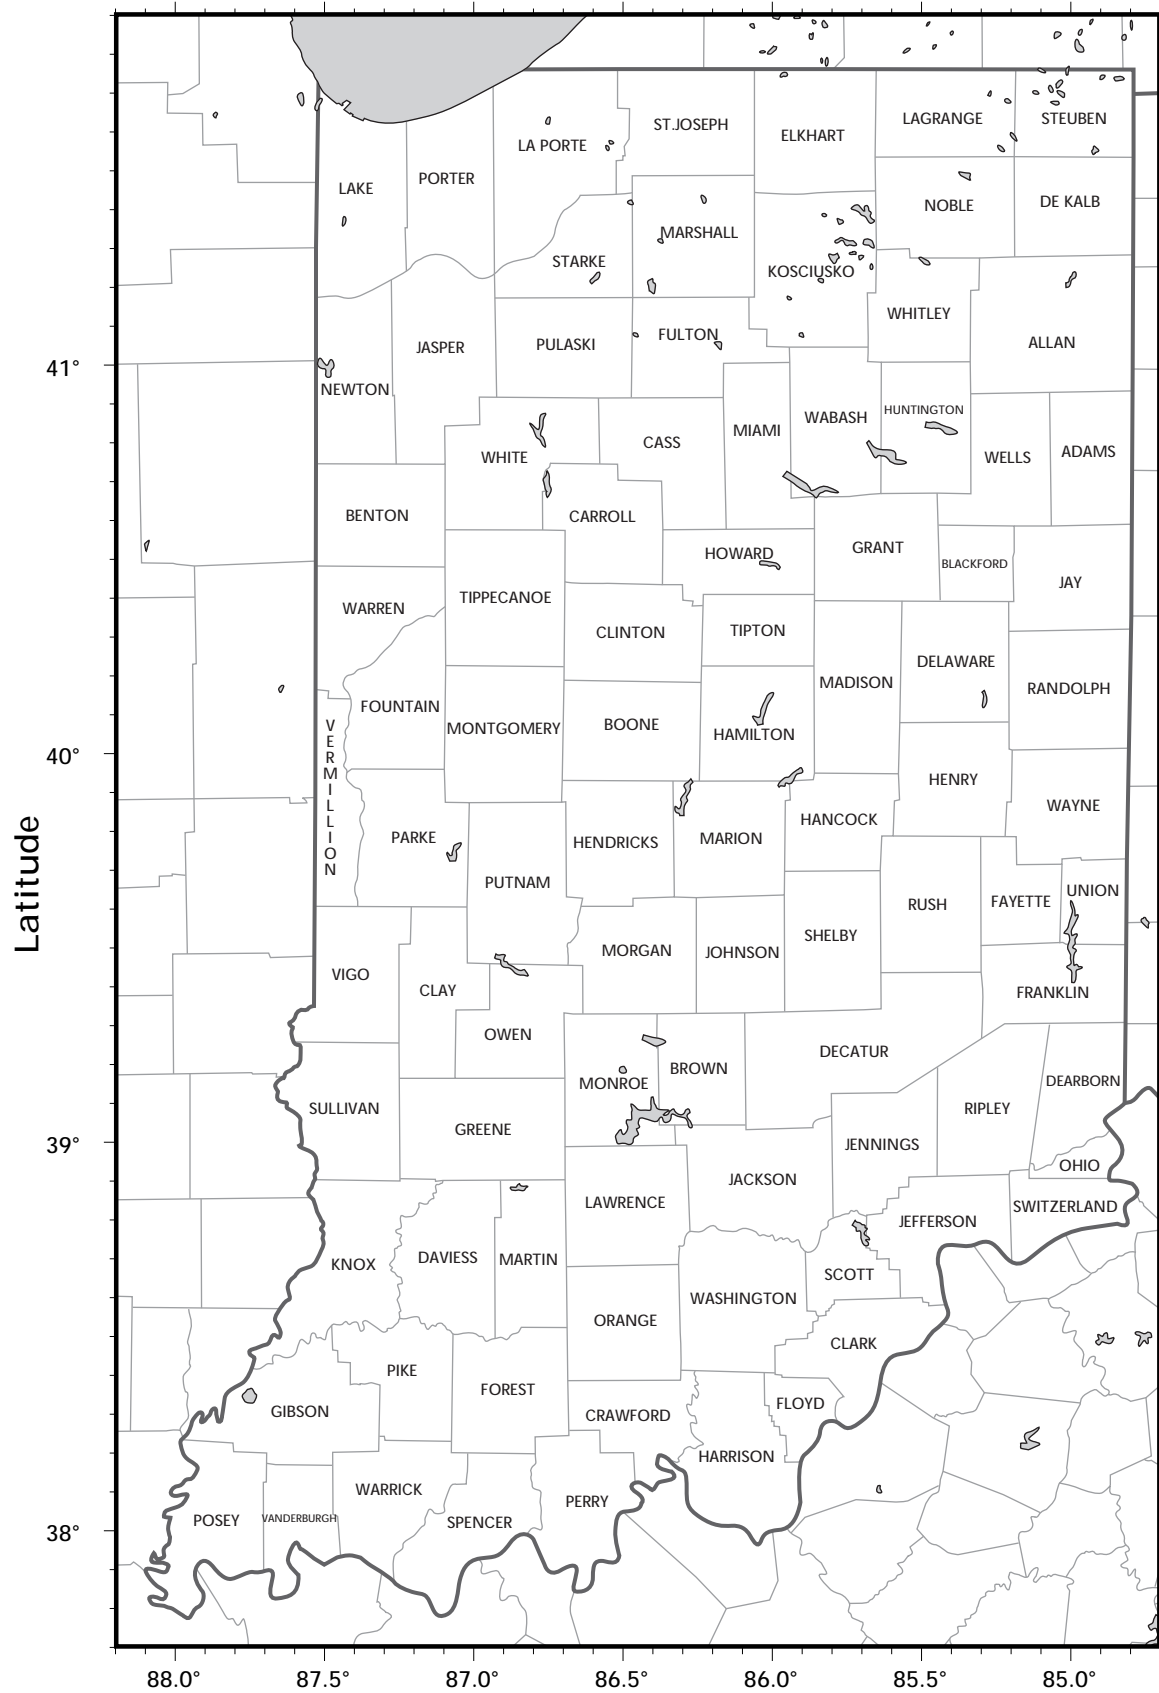 ST.JOSEPH
LAGRANGE
STEUBEN
ELKHART
LA PORTE
PORTER
LAKE
NOBLE
DE KALB
MARSHALL
STARKE
KOSCIUSKO
WHITLEY
FULTON
ALLAN
PULASKI
JASPER
41°
NEWTON
HUNTINGTON
WABASH
MIAMI
CASS
ADAMS
WHITE
WELLS
BENTON
CARROLL
GRANT
HOWARD
BLACKFORD
JAY
TIPPECANOE
WARREN
CLINTON
TIPTON
DELAWARE
MADISON
RANDOLPH
FOUNTAIN
BOONE
MONTGOMERY
HAMILTON
VERMILLION
40°
HENRY
WAYNE
HANCOCK
PARKE
MARION
HENDRICKS
Latitude
PUTNAM
UNION
FAYETTE
RUSH
SHELBY
MORGAN
JOHNSON
VIGO
CLAY
FRANKLIN
OWEN
DECATUR
BROWN
MONROE
DEARBORN
SULLIVAN
RIPLEY
GREENE
39°
JENNINGS
OHIO
JACKSON
LAWRENCE
SWITZERLAND
JEFFERSON
DAVIESS
MARTIN
KNOX
SCOTT
WASHINGTON
ORANGE
CLARK
PIKE
FOREST
FLOYD
GIBSON
CRAWFORD
HARRISON
WARRICK
PERRY
POSEY
VANDERBURGH
SPENCER
38°
88.0°
87.5°
87.0°
86.5°
86.0°
85.5°
85.0°